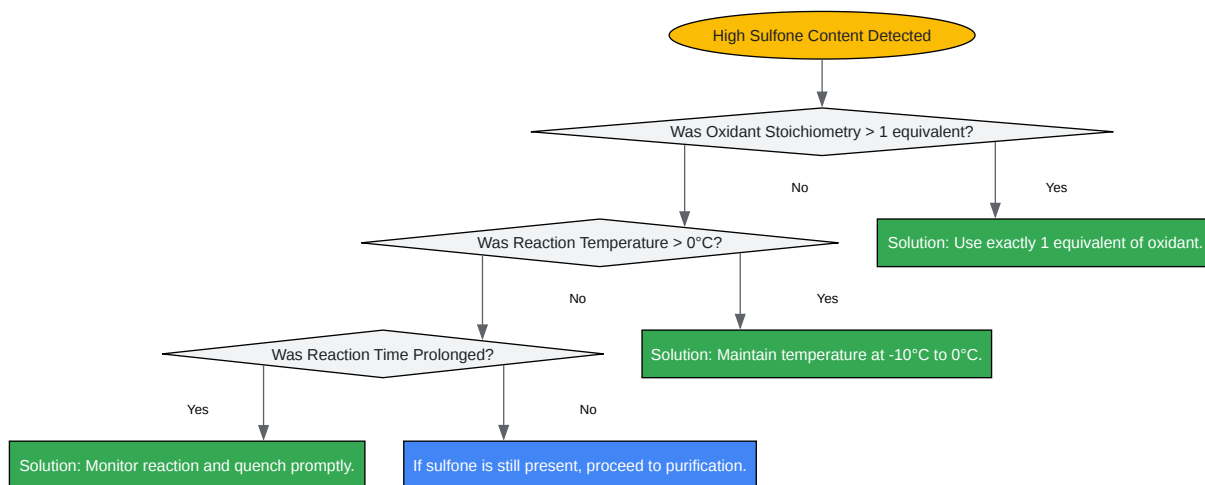 High Sulfone Content Detected
Was Oxidant Stoichiometry > 1 equivalent?
No
Yes
Was Reaction Temperature > 0°C?
Solution: Use exactly 1 equivalent of oxidant.
No
Yes
Was Reaction Time Prolonged?
Solution: Maintain temperature at -10°C to 0°C.
Yes
No
Solution: Monitor reaction and quench promptly.
If sulfone is still present, proceed to purification.